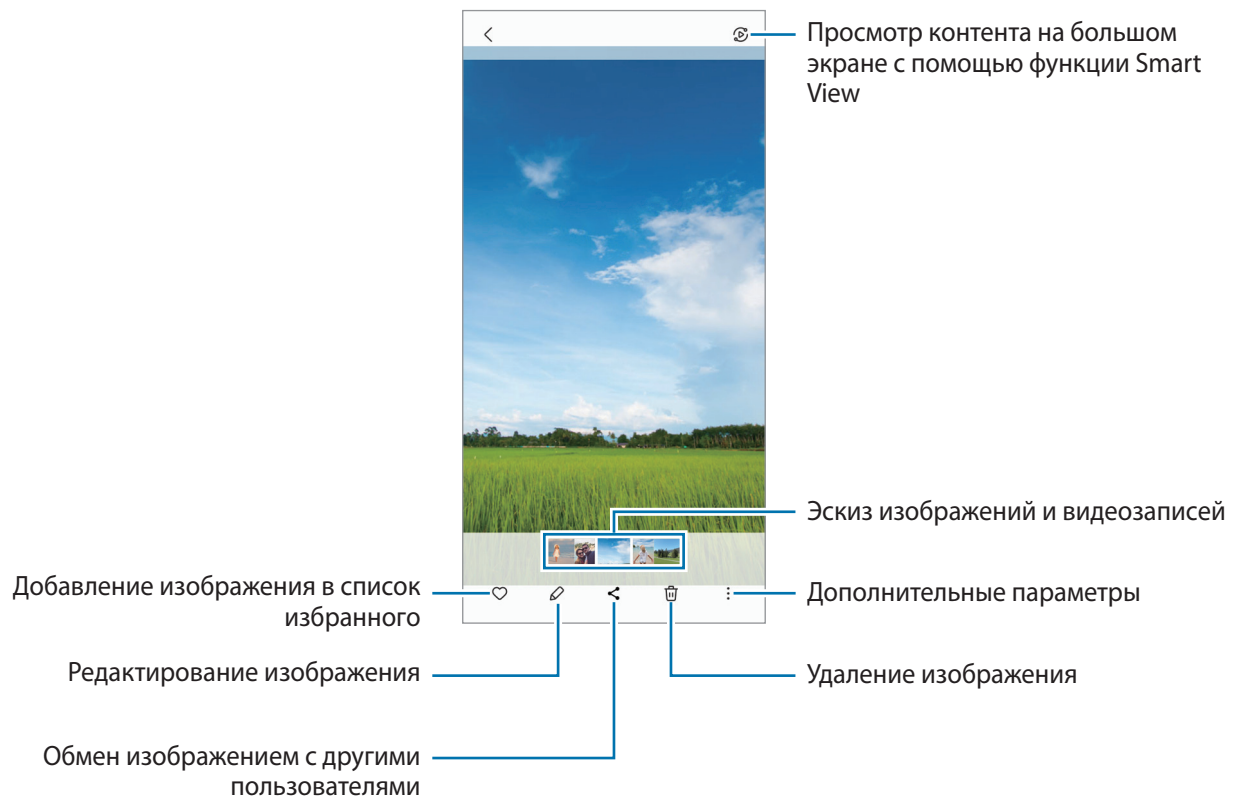 Просмотр контента на большом
экране с помощью функции Smart
View
Эскиз изображений и видеозаписей
Добавление изображения в список
избранного
Дополнительные параметры
Редактирование изображения
Удаление изображения
Обмен изображением с другими
пользователями